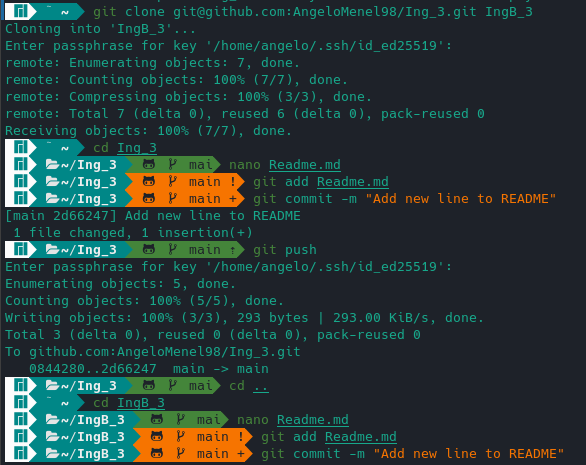 ~ git clone git@github.com:AngeloMenel98/Ing_3.git IngB_3
Cloning into 'IngB_3'...
Enter passphrase for key '/home/angelo/.ssh/id_ed25519':
remote: Enumerating objects: 7, done.
remote: Counting objects: 100% (7/7), done.
remote: Compressing objects: 100% (3/3), done.
remote: Total 7 (delta 0), reused 6 (delta 0), pack-reused 0
Receiving objects: 100% (7/7), done.
~ cd Ing_3
~/Ing_3 mai nano Readme.md
~/Ing_3 main ! git add Readme.md
~/Ing_3 main + git commit -m "Add new line to README"
[main 2d66247] Add new line to README
1 file changed, 1 insertion(+)
~/Ing_3 main ↑ git push
Enter passphrase for key '/home/angelo/.ssh/id_ed25519':
Enumerating objects: 5, done.
Counting objects: 100% (5/5), done.
Writing objects: 100% (3/3), 293 bytes | 293.00 KiB/s, done.
Total 3 (delta 0), reused 0 (delta 0), pack-reused 0
To github.com:AngeloMenel98/Ing_3.git
0844280..2d66247 main -> main
~/Ing_3 mai cd ..
~ cd IngB_3
~/IngB_3 mai nano Readme.md
~/IngB_3 main ! git add Readme.md
~/IngB_3 main + git commit -m "Add new line to README"